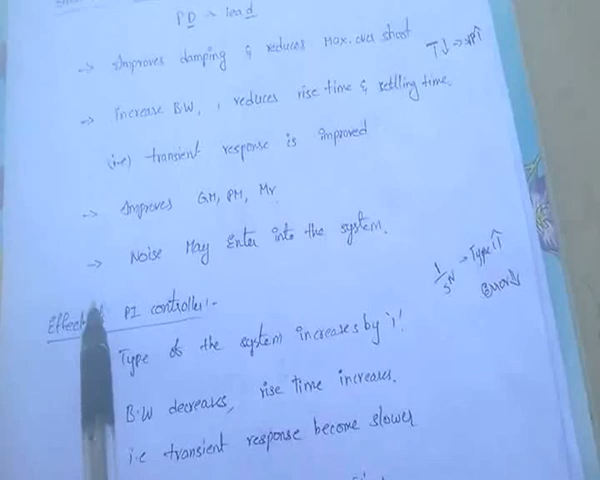 PD → lead
→ Improves damping & reduces Max. over shoot
T↓ →
→ Increase BW, reduces rise time & settling time.
(i.e) transient response is improved
→ Improves GM, PM, Mr.
→ Noise May Enter into the system.
1/s^N → Type ↑
Error ↓
Effect PI controller:-
Type of the system increases by '1'.
B.W decreases, rise time increases.
i.e transient response become slower